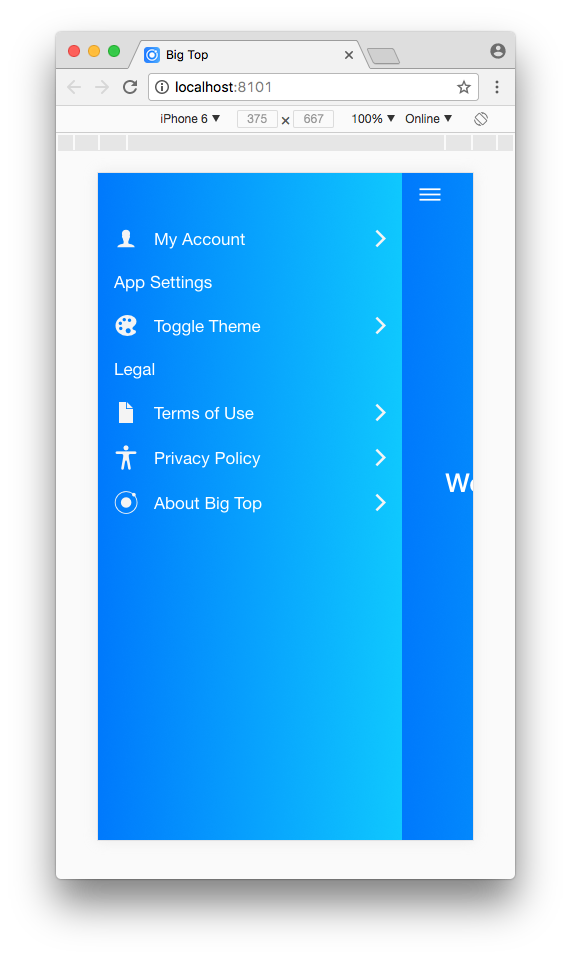 Big Top
localhost:8101
iPhone 6 ▼ 375 × 667 100% ▼ Online ▼
My Account
App Settings
Toggle Theme
Legal
Terms of Use
Privacy Policy
We
About Big Top